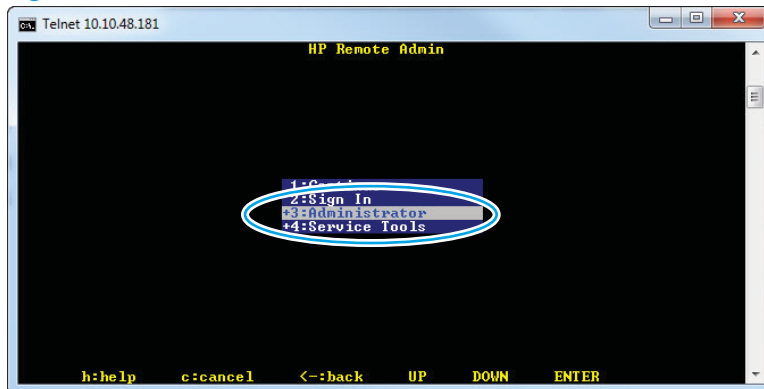 Telnet 10.10.48.181
HP Remote Admin
2:Sign In
+3:Administrator
+4:Service Tools
h:help c:cancel <-:back UP DOWN ENTER